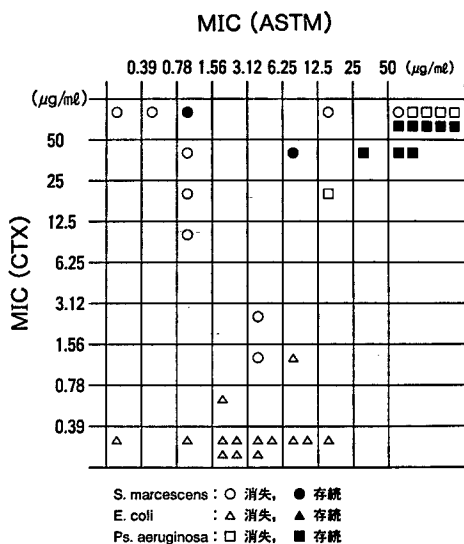 MIC (ASTM)
0.39 0.78 1.56 3.12 6.25 12.5 25 50 (μg/ml)
(μg/ml)
50
25
12.5
6.25
3.12
1.56
0.78
0.39
MIC (CTX)
S. marcescens : ○ 消失, ● 存続
E. coli : △ 消失, ▲ 存続
Ps. aeruginosa : □ 消失, ■ 存続